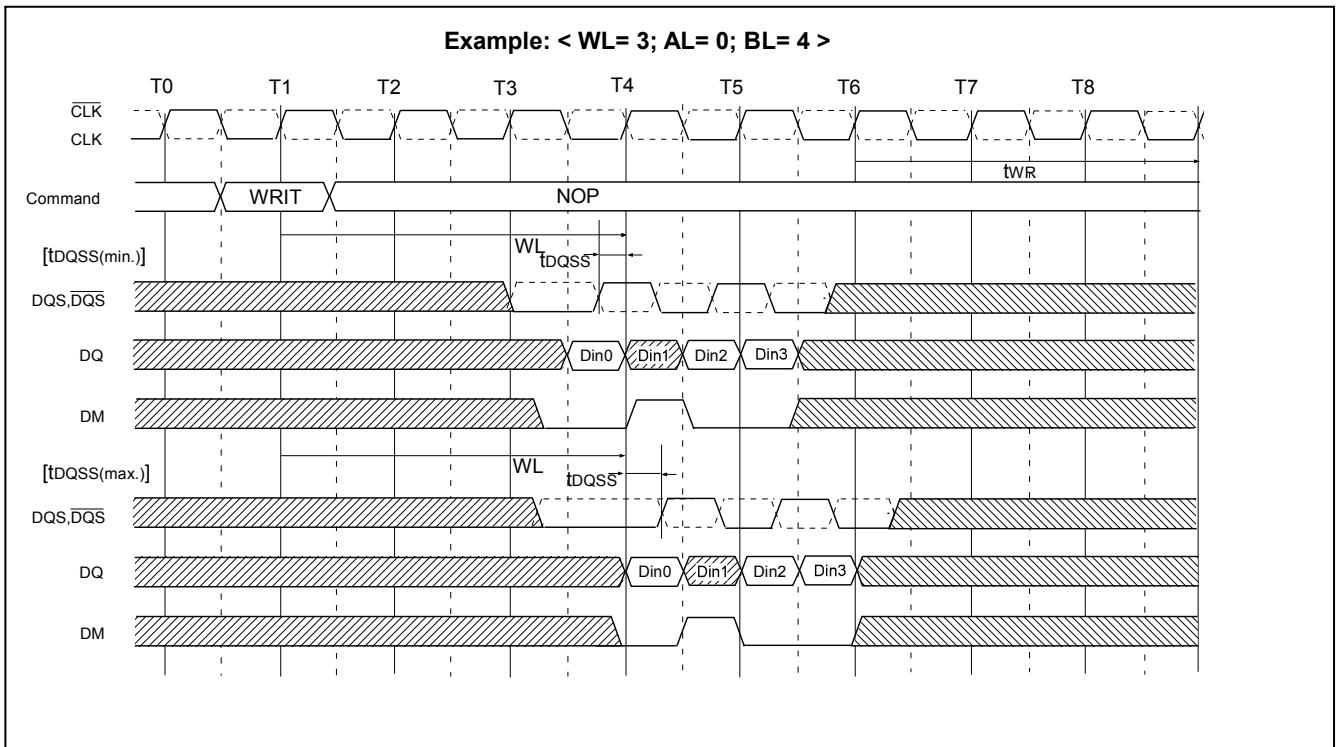 Example: < WL= 3; AL= 0; BL= 4 >
T0 T1 T2 T3 T4 T5 T6 T7 T8
CLK
CLK
tWR
Command WRIT NOP
WL
[tDQSS(min.)] tDQSS
DQS,DQS
DQ Din0 Din1 Din2 Din3
DM
WL
[tDQSS(max.)] tDQSS
DQS,DQS
DQ Din0 Din1 Din2 Din3
DM